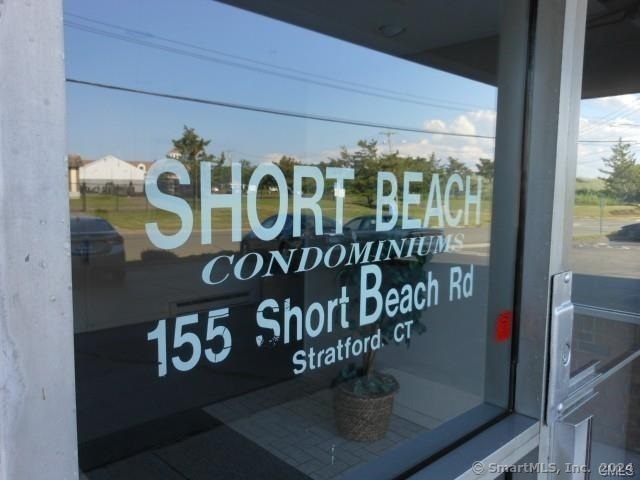 SHORT BEACH
CONDOMINIUMS
155 Short Beach Rd
Stratford CT
© SmartMLS, Inc. 2024